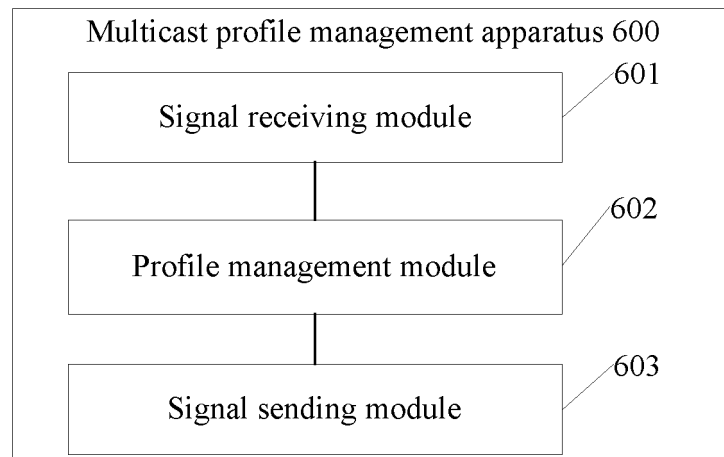 Multicast profile management apparatus 600
601
Signal receiving module
602
Profile management module
603
Signal sending module